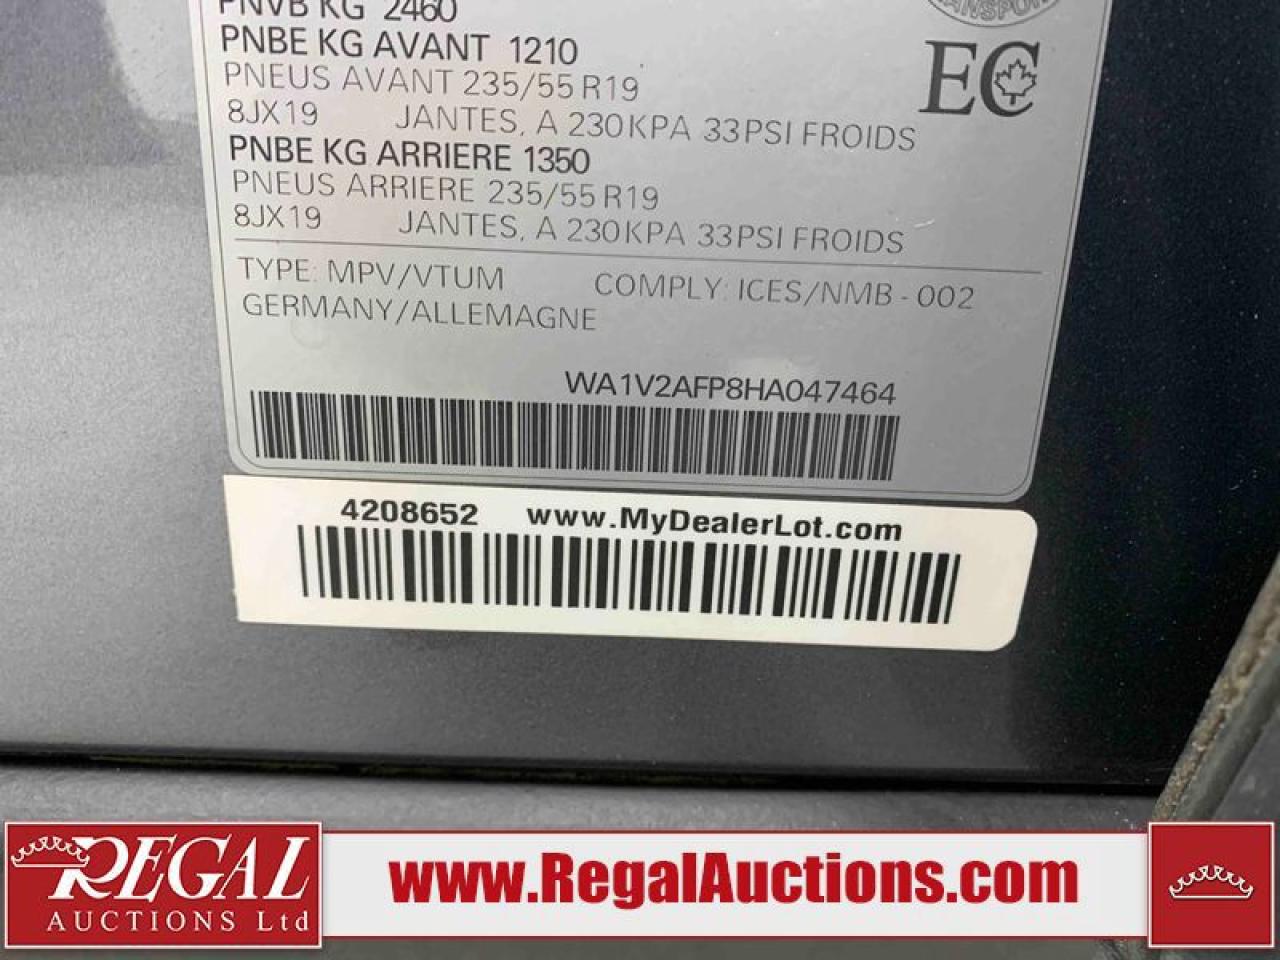 PNVB KG 2460
PNBE KG AVANT 1210
PNEUS AVANT 235/55 R19
8JX19 JANTES, A 230KPA 33PSI FROIDS
PNBE KG ARRIERE 1350
PNEUS ARRIERE 235/55 R19
8JX19 JANTES, A 230KPA 33PSI FROIDS
EC
TYPE: MPV/VTUM COMPLY: ICES/NMB - 002
GERMANY/ALLEMAGNE
WA1V2AFP8HA047464
4208652 www.MyDealerLot.com
REGAL
AUCTIONS Ltd
www.RegalAuctions.com